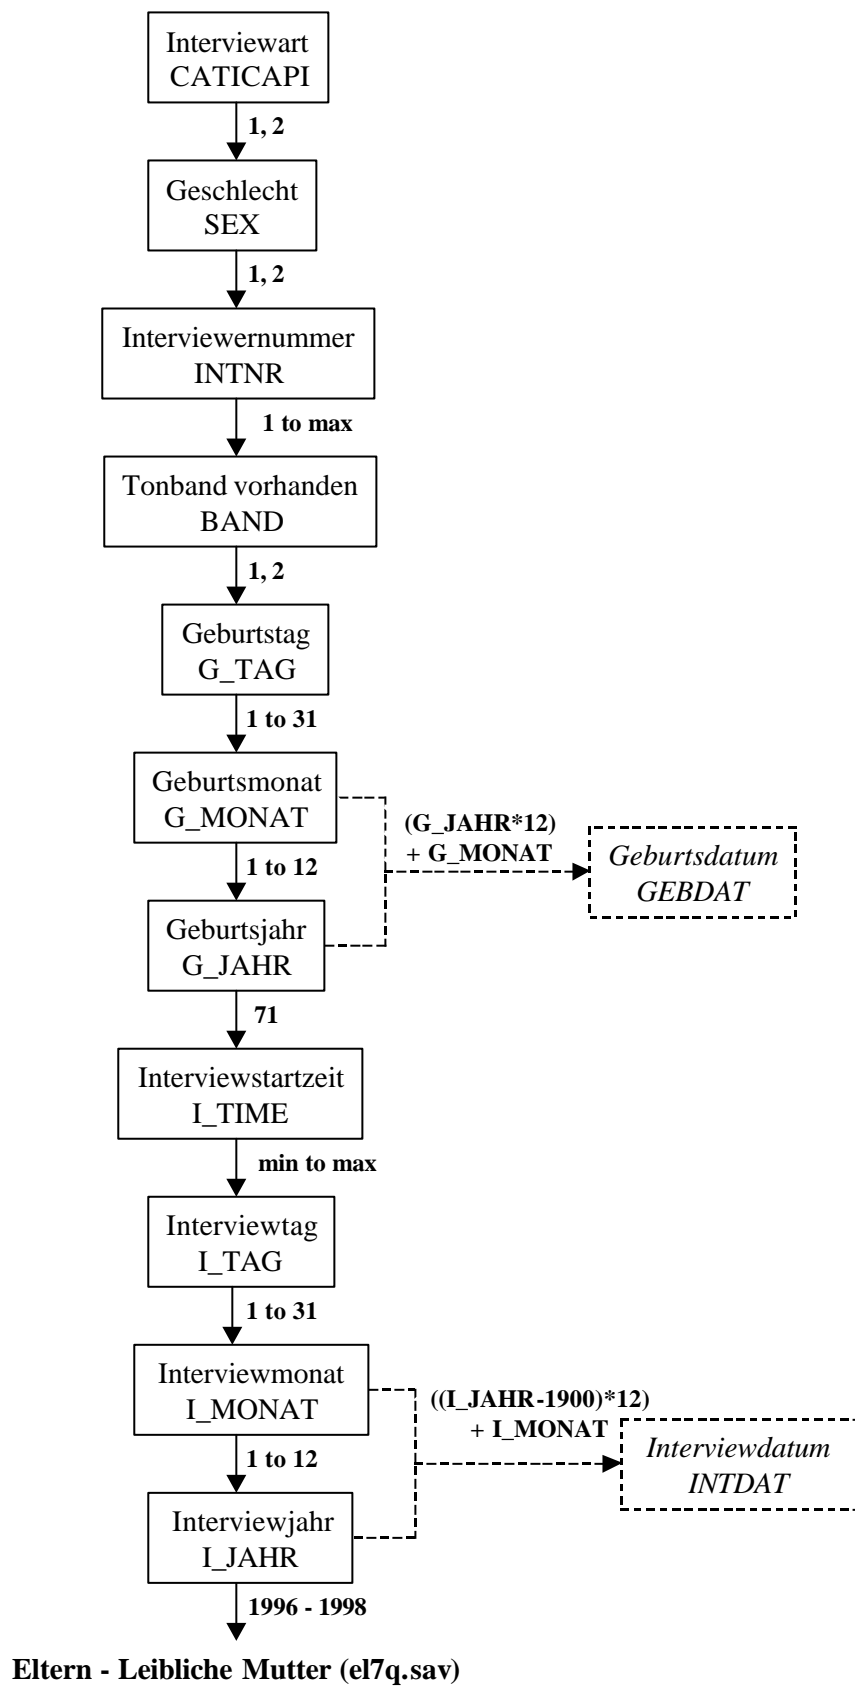 Interviewart
CATICAPI
1, 2
Geschlecht
SEX
1, 2
Interviewernummer
INTNR
1 to max
Tonband vorhanden
BAND
1, 2
Geburtstag
G_TAG
1 to 31
Geburtsmonat
G_MONAT
(G_JAHR*12)
+ G_MONAT
Geburtsdatum
GEBDAT
1 to 12
Geburtsjahr
G_JAHR
71
Interviewstartzeit
I_TIME
min to max
Interviewtag
I_TAG
1 to 31
Interviewmonat
I_MONAT
((I_JAHR-1900)*12)
+ I_MONAT
Interviewdatum
INTDAT
1 to 12
Interviewjahr
I_JAHR
1996 - 1998
Eltern - Leibliche Mutter (el7q.sav)